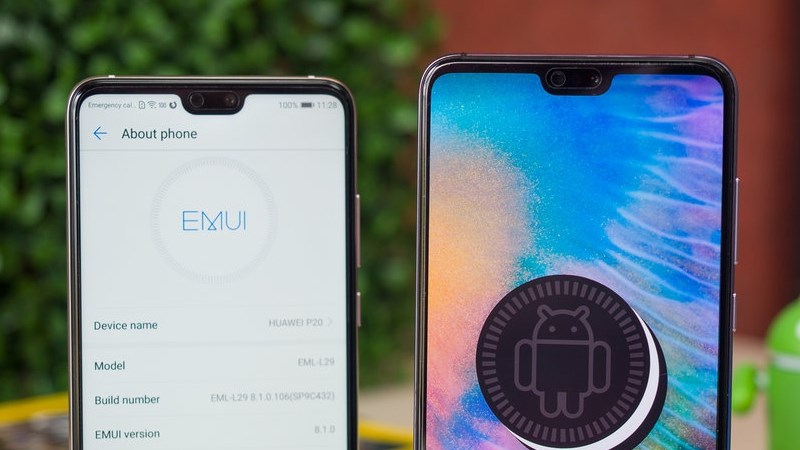 Emergency cal...
100% 11:28
About phone
EMUI
Device name HUAWEI P20
Model EML-L29
Build number EML-L29 8.1.0.106(SP9C432)
EMUI version 8.1.0